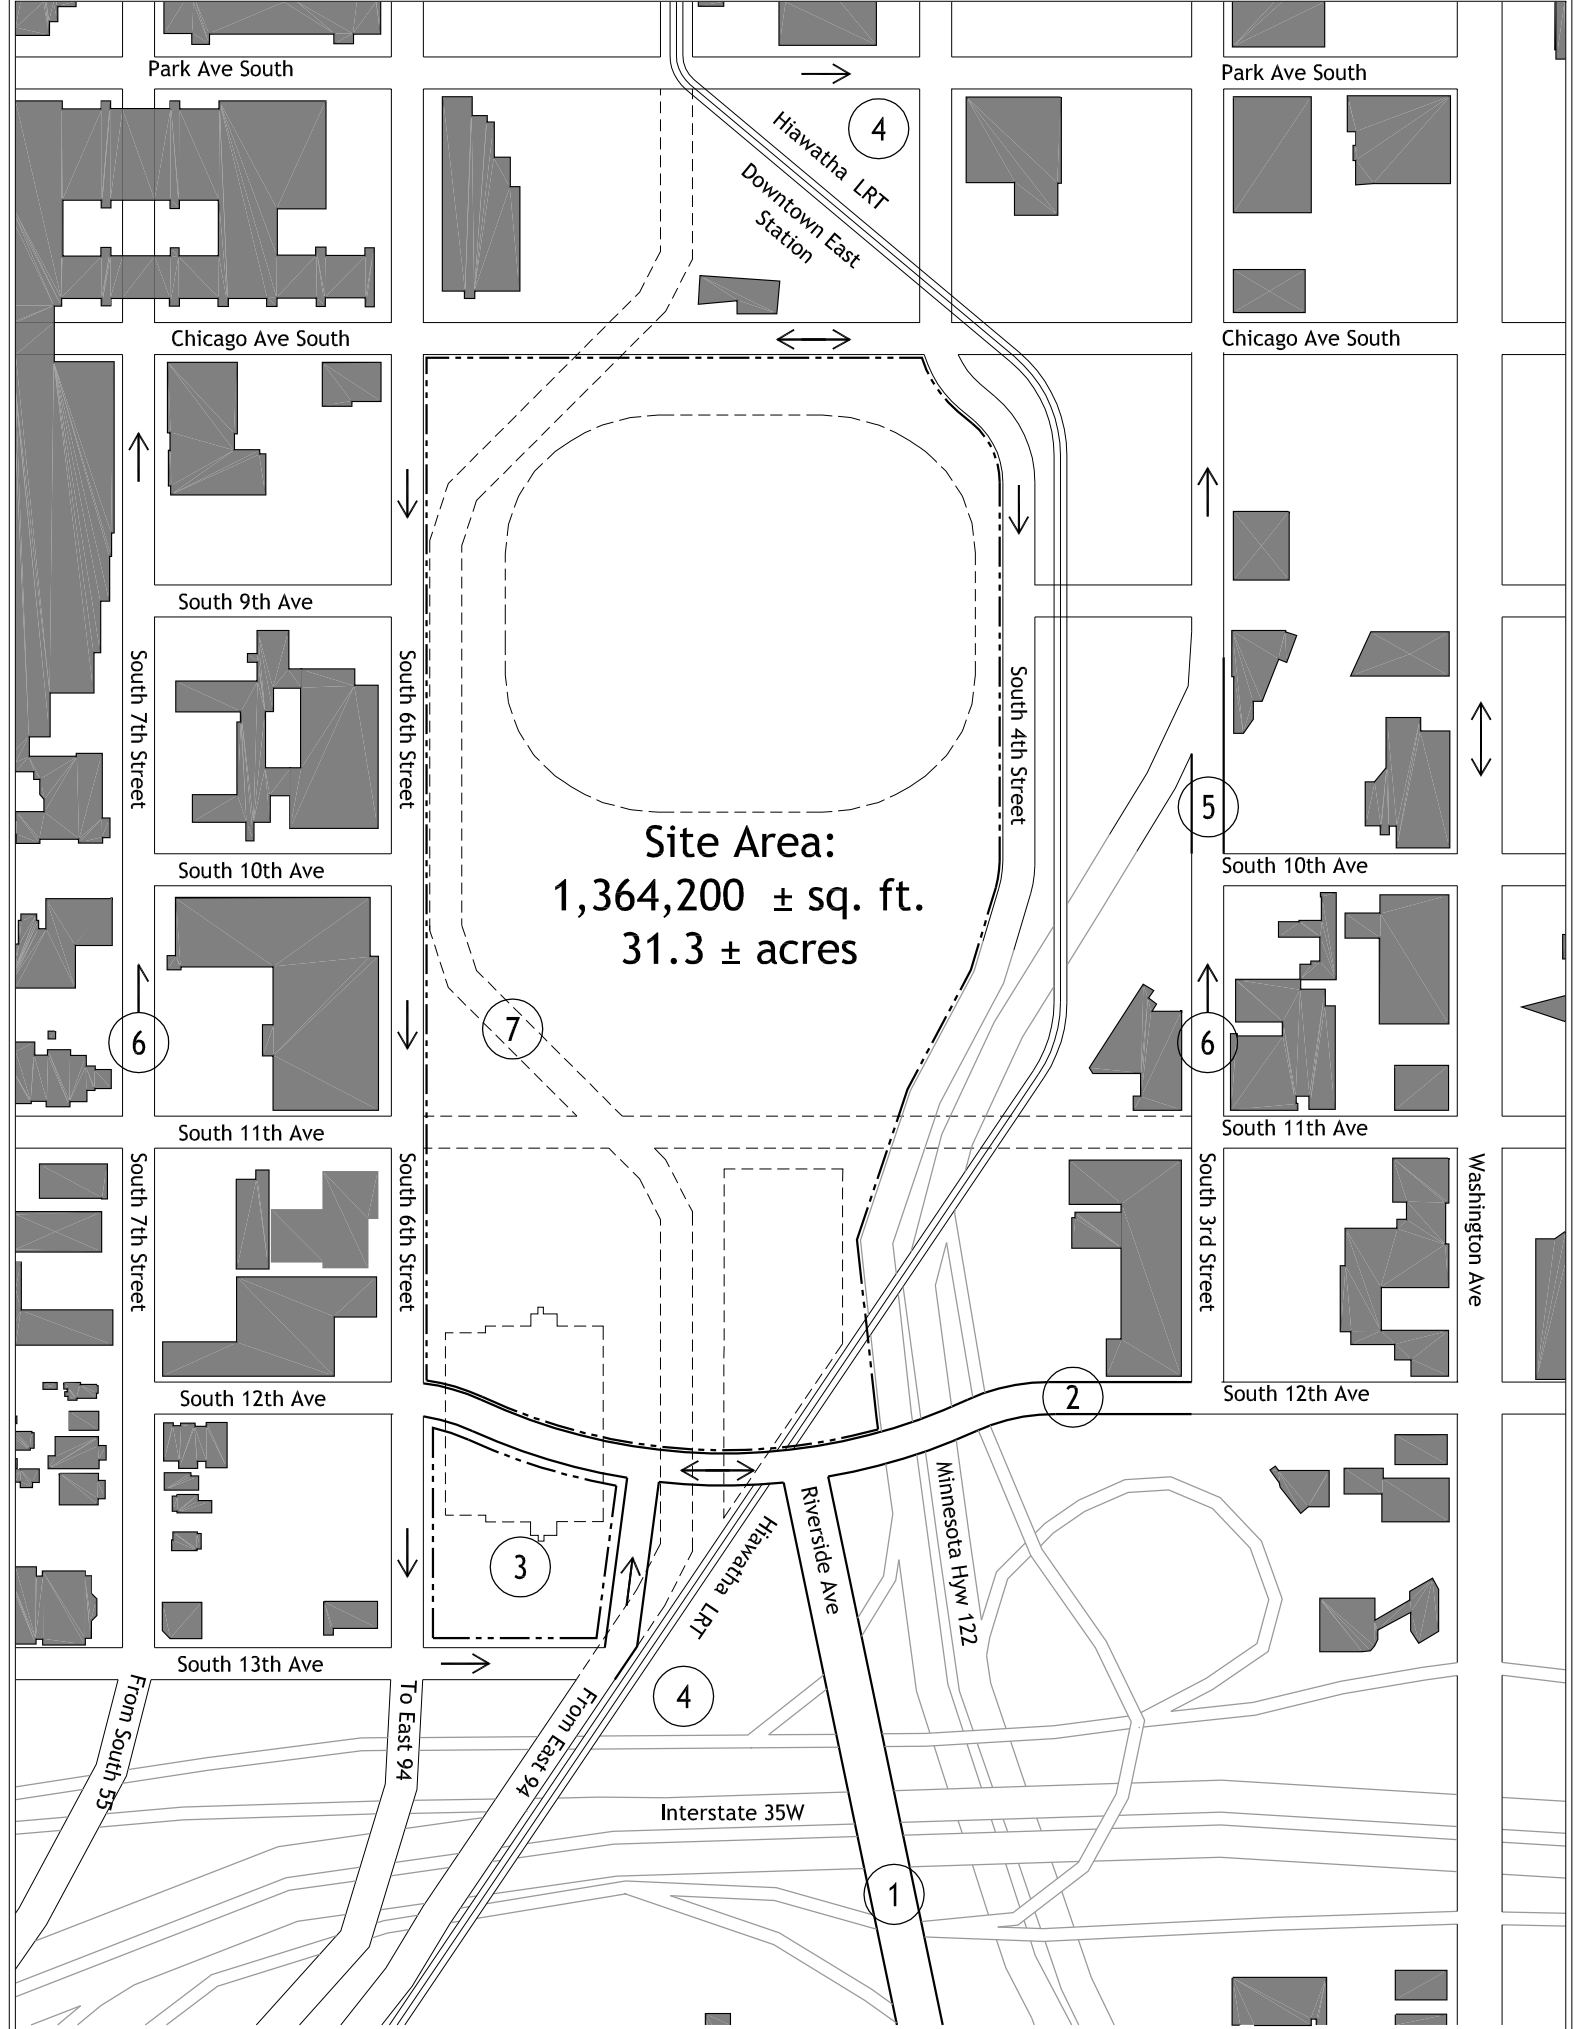 Park Ave South
Park Ave South
4
Hiawatha LRT
Downtown East
Station
Chicago Ave South
Chicago Ave South
South 9th Ave
South 7th Street
South 6th Street
South 4th Street
5
Site Area:
1,364,200 ± sq. ft.
31.3 ± acres
South 10th Ave
South 10th Ave
7
6
6
South 11th Ave
South 11th Ave
South 7th Street
South 6th Street
South 3rd Street
Washington Ave
South 12th Ave
2
South 12th Ave
3
Hiawatha LRT
Riverside Ave
Minnesota Hyw 122
South 13th Ave
4
From South 55
To East 94
From East 94
Interstate 35W
1